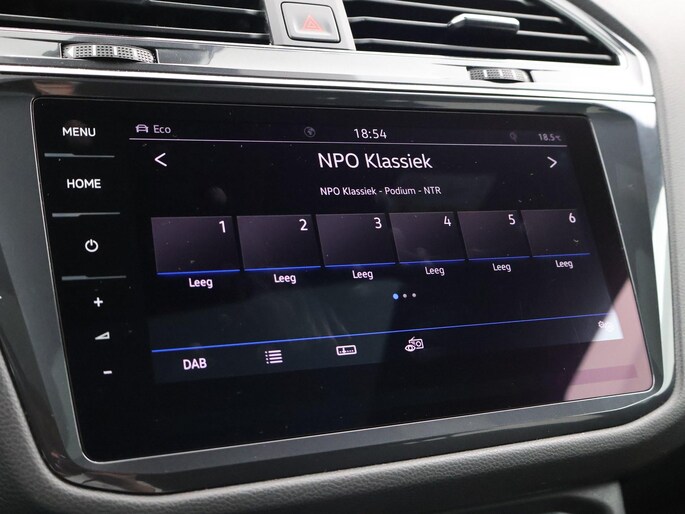 MENU
HOME
+
-
Eco
18:54
18.5°C
< NPO Klassiek >
NPO Klassiek - Podium - NTR
1 2 3 4 5 6
Leeg Leeg Leeg Leeg Leeg Leeg
DAB